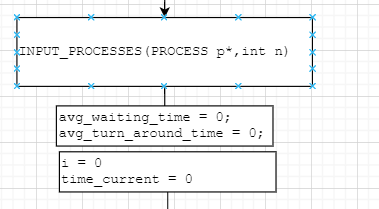 INPUT_PROCESSES(PROCESS p*,int n)
avg_waiting_time = 0;
avg_turn_around_time = 0;
i = 0
time_current = 0